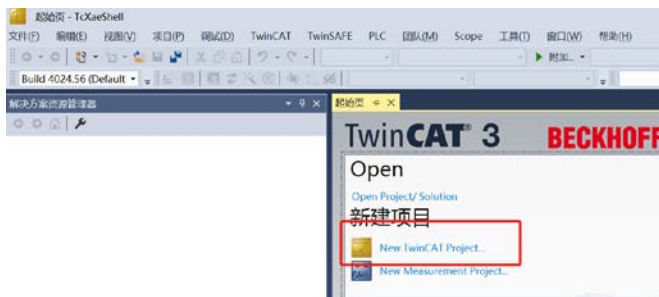 起始页 - TcXaeShell
文件(F) 编辑(E) 视图(V) 项目(P) 调试(D) TwinCAT TwinSAFE PLC 团队(M) Scope 工具(T) 窗口(W) 帮助(H)
附加...
Build 4024.56 (Default
解决方案资源管理器
起始页
TwinCAT® 3 BECKHOFF
Open
Open Project/ Solution
新建项目
New TwinCAT Project...
New Measurement Project...